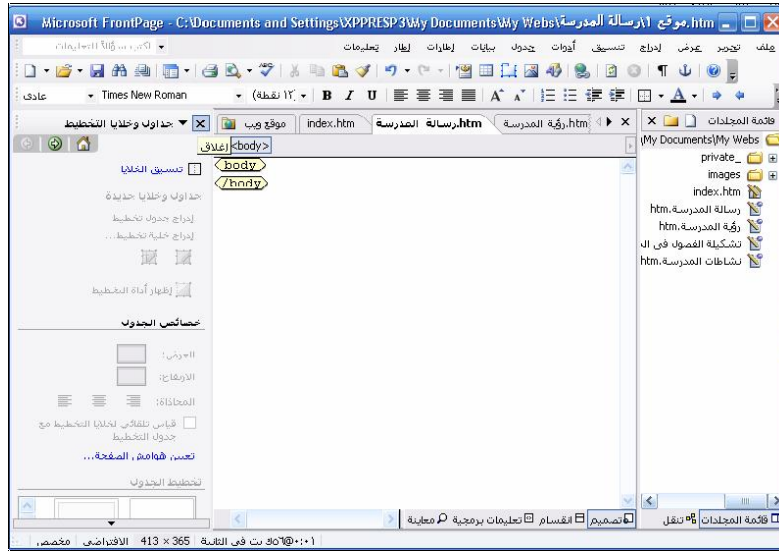 Microsoft FrontPage - C:\Documents and Settings\XPPRESP3\My Documents\My Webs\موقع 1\رسالة المدرسة.htm
ملف تحرير عرض إدراج تنسيق أدوات جدول بيانات إطارات إطار تعليمات
عادي Times New Roman (12 نقطة) B I U A A A
قائمة المجلدات
رؤية المدرسة.htm
رسالة المدرسة.htm
index.htm
موقع ويب
جداول وخلايا التخطيط
إغلاق
<body>
My Documents\My Webs\
_private
images
index.htm
رسالة المدرسة.htm
رؤية المدرسة.htm
تشكيلة الفصول فى ال
نشاطات المدرسة.htm
<body>
</body>
تنسيق الخلايا
جداول وخلايا جديدة
إدراج جدول تخطيط
إدراج خلية تخطيط...
إظهار أداة التخطيط
خصائص الجدول
العرض:
الارتفاع:
المحاذاة:
قياس تلقائي لخلايا التخطيط مع
جدول التخطيط
تعيين هوامش الصفحة...
تخطيط الجدول
قائمة المجلدات تنقل
تصميم انقسام تعليمات برمجية معاينة
413 × 365 الافتراضي مخصص